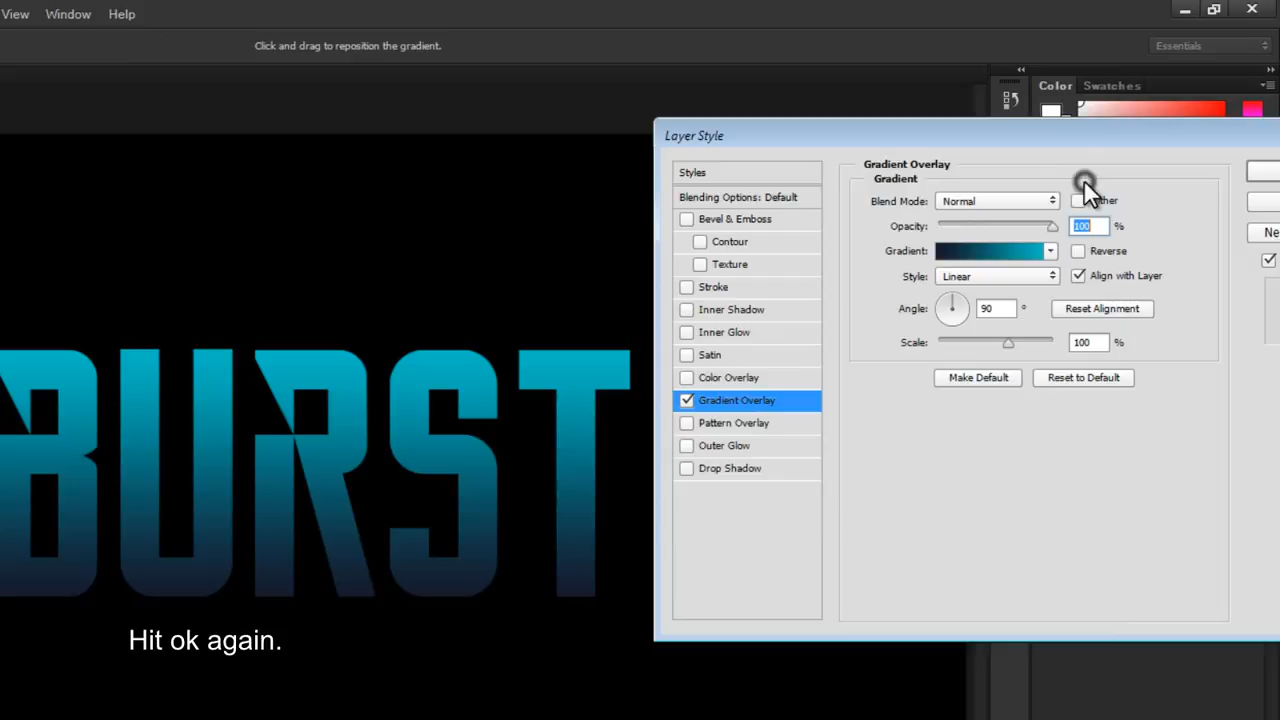 View Window Help
Click and drag to reposition the gradient.
Essentials
Color Swatches
Layer Style
Styles
Blending Options: Default
Bevel & Emboss
Contour
Texture
Stroke
Inner Shadow
Inner Glow
Satin
Color Overlay
Gradient Overlay
Pattern Overlay
Outer Glow
Drop Shadow
Gradient Overlay
Gradient
Blend Mode: Normal
Opacity: 100 %
Gradient: Reverse
Style: Linear Align with Layer
Angle: 90 ° Reset Alignment
Scale: 100 %
Make Default Reset to Default
Ne
BURST
Hit ok again.